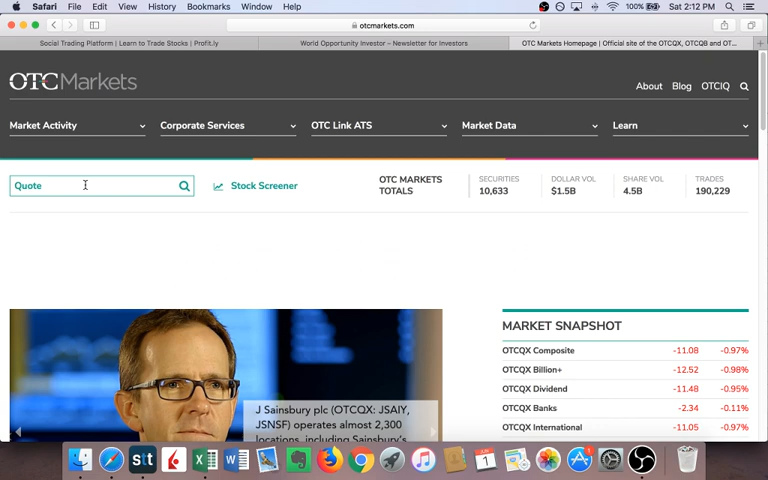 Safari File Edit View History Bookmarks Window Help 100% Sat 2:12 PM
otcmarkets.com
Social Trading Platform | Learn to Trade Stocks | Profit.ly World Opportunity Investor – Newsletter for Investors OTC Markets Homepage | Official site of the OTCQX, OTCQB and OT...
OTCMarkets
About Blog OTCIQ
Market Activity Corporate Services OTC Link ATS Market Data Learn
Quote Stock Screener
OTC MARKETS TOTALS
SECURITIES 10,633
DOLLAR VOL $1.5B
SHARE VOL 4.5B
TRADES 190,229
MARKET SNAPSHOT
OTCQX Composite -11.08 -0.97%
OTCQX Billion+ -12.52 -0.98%
OTCQX Dividend -11.48 -0.95%
OTCQX Banks -2.34 -0.11%
OTCQX International -11.05 -0.97%
J Sainsbury plc (OTCQX: JSAIY,
JSNSF) operates almost 2,300
locations, including Sainsbury's
stt
1